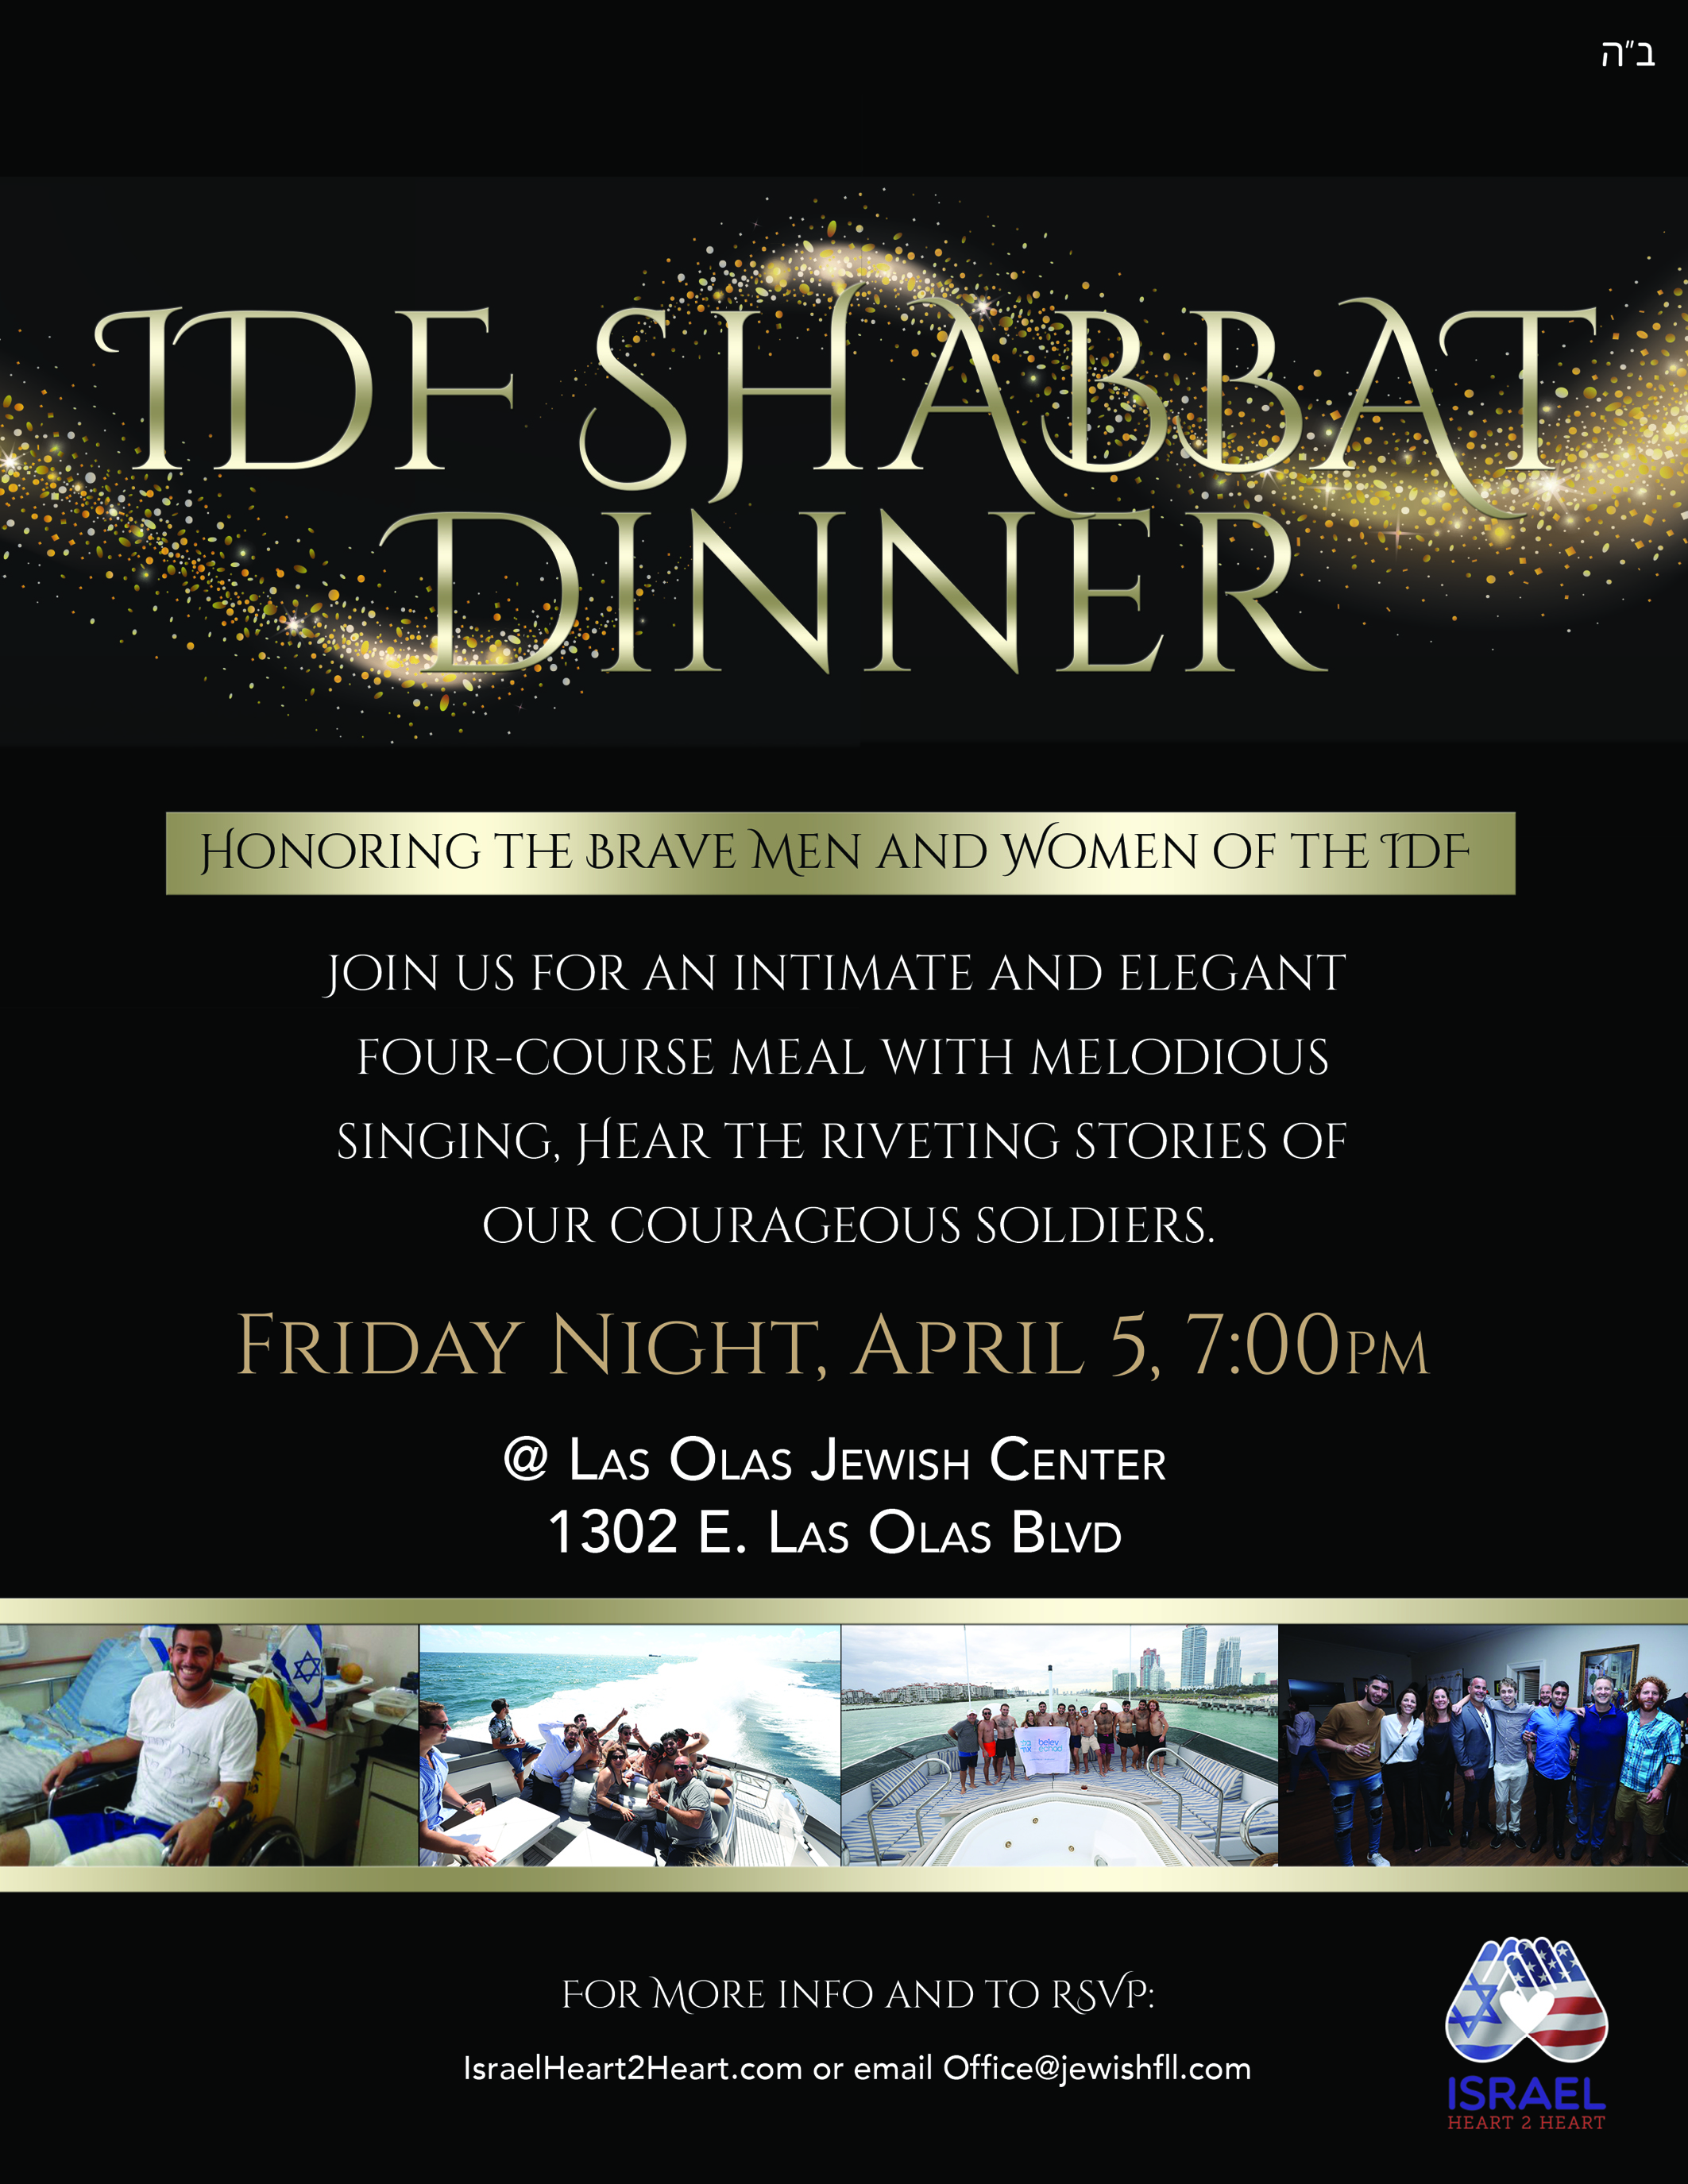 ב"ה
IDF SHABBAT
DINNER
HONORING THE BRAVE MEN AND WOMEN OF THE IDF
JOIN US FOR AN INTIMATE AND ELEGANT
FOUR-COURSE MEAL WITH MELODIOUS
SINGING, HEAR THE RIVETING STORIES OF
OUR COURAGEOUS SOLDIERS.
FRIDAY NIGHT, APRIL 5, 7:00PM
@ LAS OLAS JEWISH CENTER
1302 E. LAS OLAS BLVD
beley
echad
FOR MORE INFO AND TO RSVP:
IsraelHeart2Heart.com or email Office@jewishfll.com
ISRAEL
HEART 2 HEART